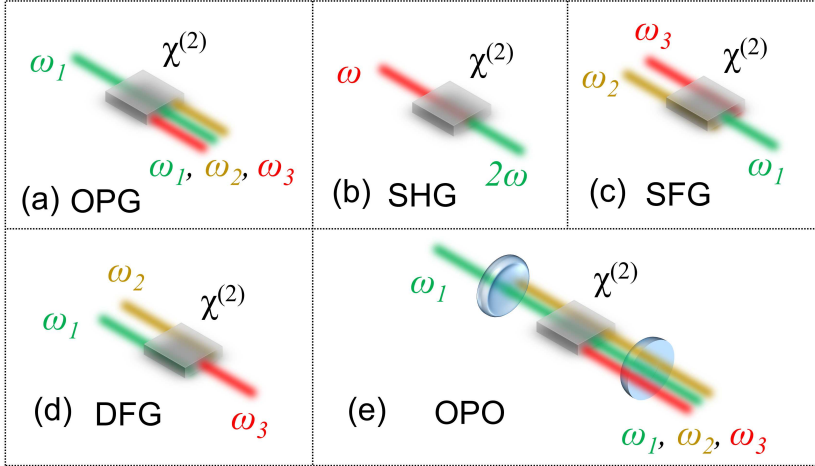 ω₁
χ⁽²⁾
ω₁, ω₂, ω₃
(a) OPG
ω
χ⁽²⁾
2ω
(b) SHG
ω₃
χ⁽²⁾
ω₂
ω₁
(c) SFG
ω₂
χ⁽²⁾
ω₁
ω₃
(d) DFG
ω₁
χ⁽²⁾
(e) OPO
ω₁, ω₂, ω₃